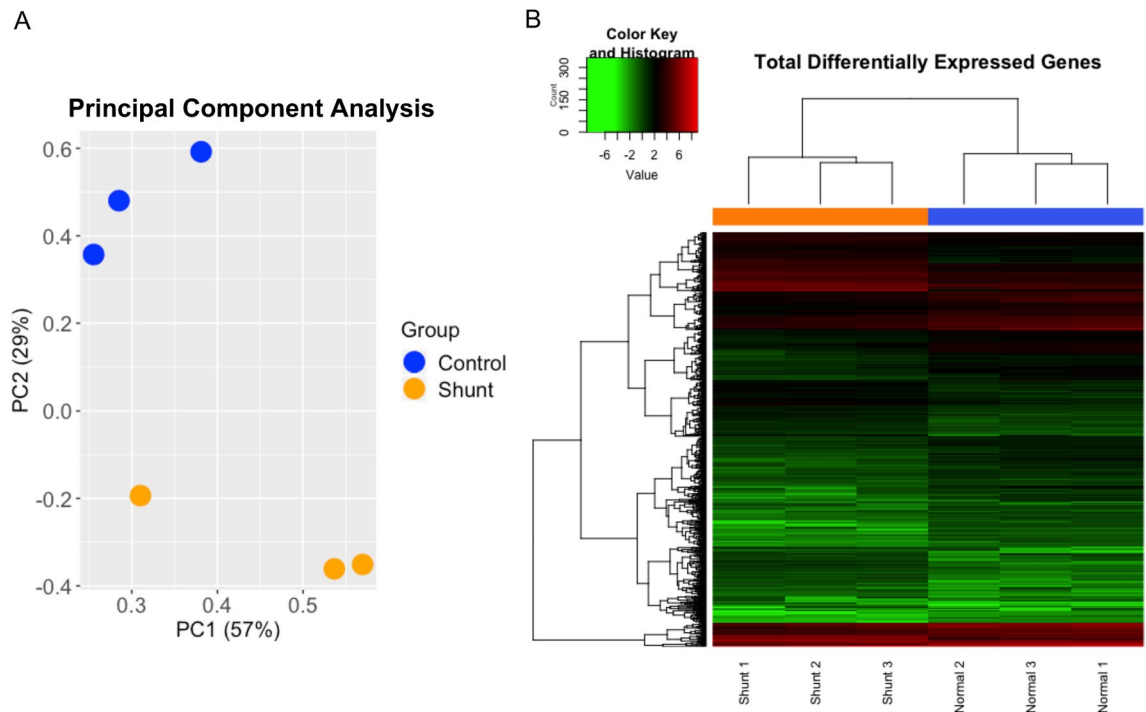 A
Principal Component Analysis
0.6
0.4
0.2
0.0
-0.2
-0.4
PC2 (29%)
0.3
0.4
0.5
PC1 (57%)
Group
Control
Shunt
B
Color Key
and Histogram
Count
0
150
300
-6
-2
2
6
Value
Total Differentially Expressed Genes
Shunt 1
Shunt 2
Shunt 3
Normal 2
Normal 3
Normal 1